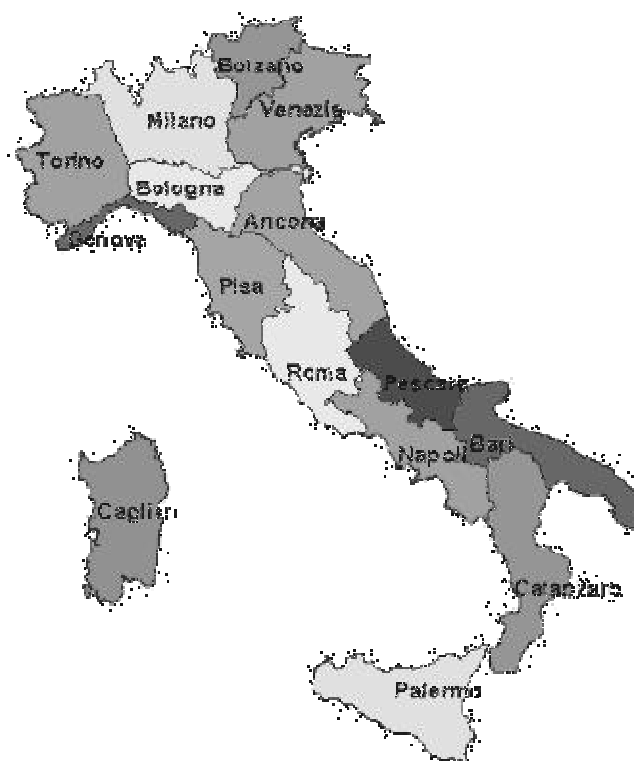 Bolzano
Venezia
Milano
Torino
Bologna
Ancona
Genova
Pisa
Roma
Pescara
Bari
Napoli
Cagliari
Catanzaro
Palermo